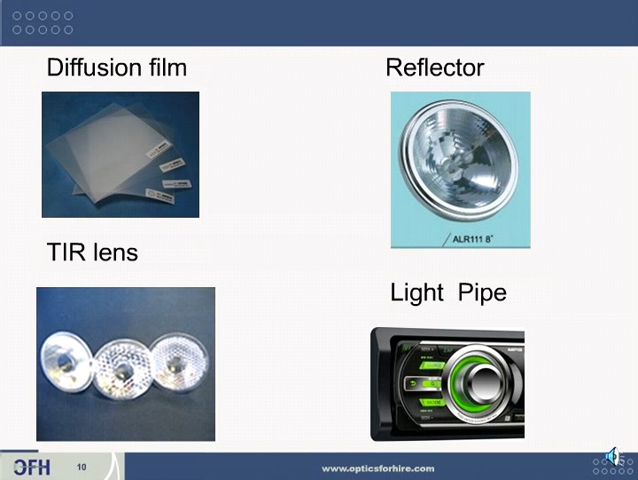 Diffusion film
Reflector
ALR111 8°
TIR lens
Light Pipe
OFH
10
www.opticsforhire.com